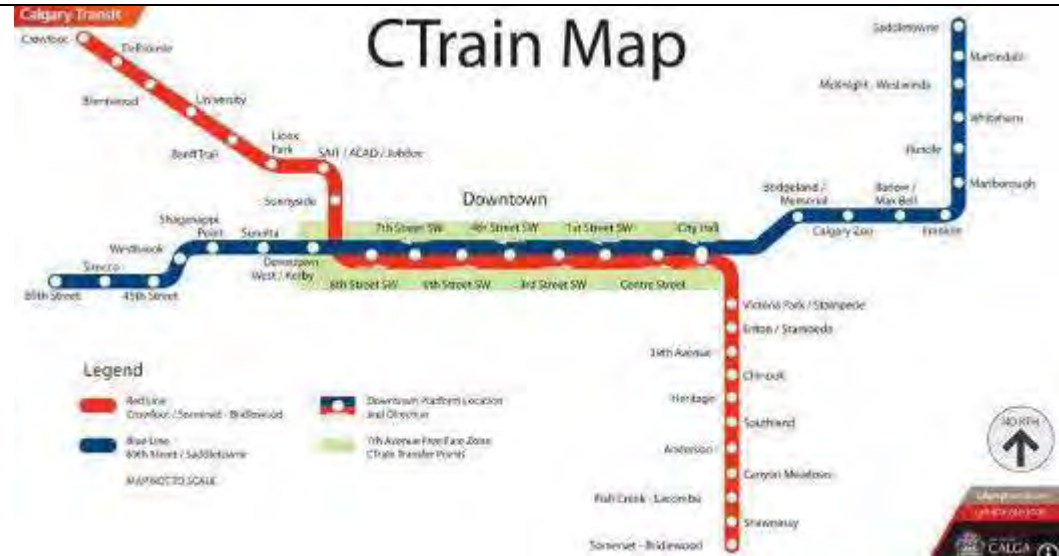 Calgary Transit
CTrain Map
Crowfoot
Dalhousie
Brentwood
University
Banff Trail
Lions
Park
SAIT / ACAD / Jubilee
Sunnyside
Downtown
7th Street SW
4th Street SW
1st Street SW
City Hall
8th Street SW
6th Street SW
3rd Street SW
Centre Street
Shaganappi
Point
Sunalta
Westbrook
Downtown
West / Kerby
Sirocco
69th Street
45th Street
Saddletowne
Martindale
McKnight - Westwinds
Whitehorn
Rundle
Marlborough
Bridgeland /
Memorial
Barlow /
Max Bell
Calgary Zoo
Franklin
Victoria Park / Stampede
Erlton / Stampede
39th Avenue
Chinook
Heritage
Southland
Anderson
Canyon Meadows
Fish Creek - Lacombe
Shawnessy
Somerset - Bridlewood
Legend
Red Line
Crowfoot / Somerset - Bridlewood
Blue Line
69th Street / Saddletowne
MAP NOT TO SCALE
Downtown Platform Location
and Direction
7th Avenue Free Fare Zone
CTrain Transfer Points
NORTH
CALGA